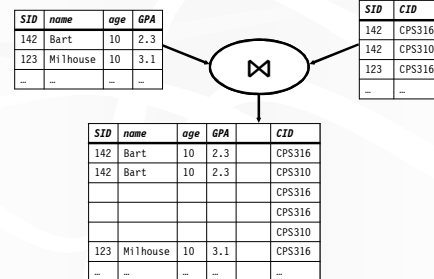 SID name age GPA
142 Bart 10 2.3
123 Milhouse 10 3.1
… … … …
SID CID
142 CPS316
142 CPS310
123 CPS316
… …
⋈
SID name age GPA CID
142 Bart 10 2.3 CPS316
142 Bart 10 2.3 CPS310
CPS316
CPS316
CPS310
123 Milhouse 10 3.1 CPS316
… … … … …